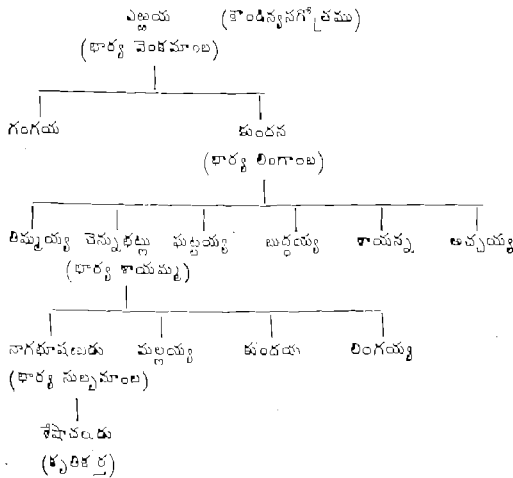 ఎఱ్ఱయ (కౌండిన్యసగోత్రము)
(భార్య వెంకమాంబ)
గంగయ కుందన
(భార్య లింగాంబ)
తిమ్మయ్య చెన్నుభట్లు ఘట్టయ్య బుద్ధయ్య రాయన్న అచ్చయ్య
(భార్య రాయమ్మ)
నాగభూషణుడు మల్లయ్య కుందయ లింగయ్య
(భార్య సుబ్బమాంబ)
శేషాచలుడు
(కృతికర్త)